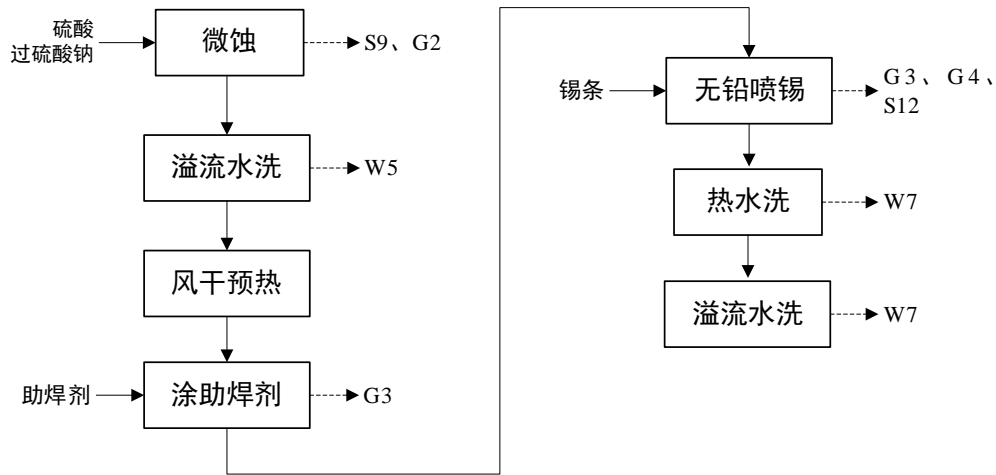 硫酸
过硫酸钠
微蚀
S9、G2
溢流水洗
W5
风干预热
助焊剂
涂助焊剂
G3
锡条
无铅喷锡
G3、G4、
S12
热水洗
W7
溢流水洗
W7